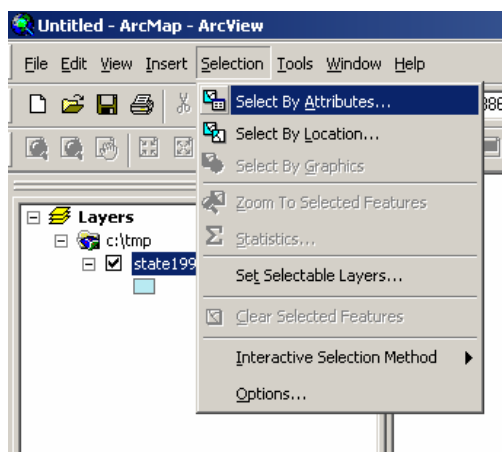 Untitled - ArcMap - ArcView
File Edit View Insert Selection Tools Window Help
Select By Attributes...
Select By Location...
Select By Graphics
Zoom To Selected Features
Statistics...
Set Selectable Layers...
Clear Selected Features
Interactive Selection Method
Options...
Layers
c:\tmp
state199